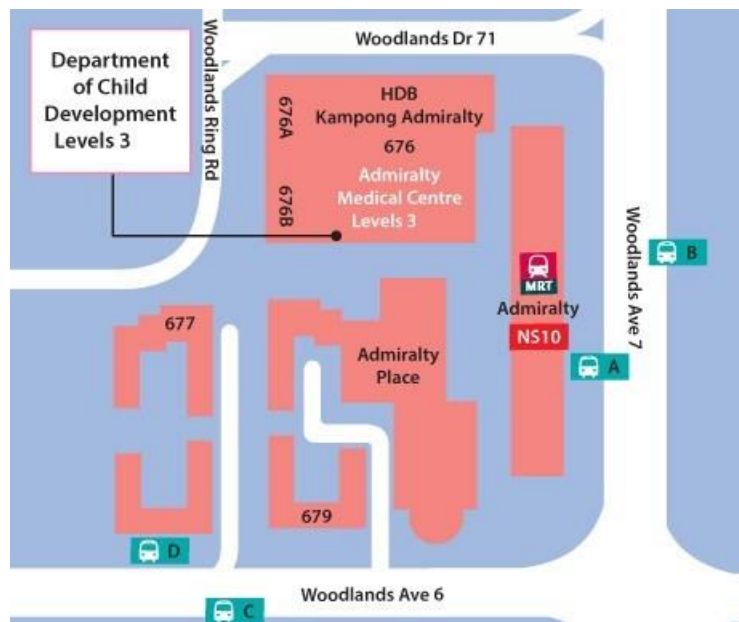 Woodlands Dr 71
Department
of Child
Development
Levels 3
Woodlands Ring Rd
HDB
Kampong Admiralty
676A
676
Admiralty
Medical Centre
Levels 3
676B
Woodlands Ave 7
B
MRT
Admiralty
NS10
677
Admiralty
Place
A
679
D
Woodlands Ave 6
C